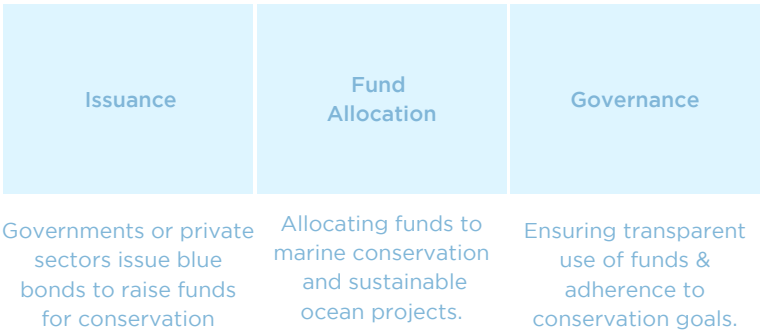 Issuance
Fund
Allocation
Governance
Governments or private
sectors issue blue
bonds to raise funds
for conservation
Allocating funds to
marine conservation
and sustainable
ocean projects.
Ensuring transparent
use of funds &
adherence to
conservation goals.